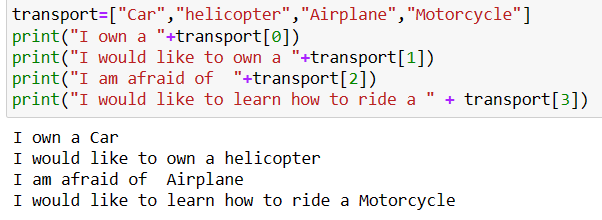 transport=["Car","helicopter","Airplane","Motorcycle"]
print("I own a "+transport[0])
print("I would like to own a "+transport[1])
print("I am afraid of  "+transport[2])
print("I would like to learn how to ride a " + transport[3])
I own a Car
I would like to own a helicopter
I am afraid of  Airplane
I would like to learn how to ride a Motorcycle